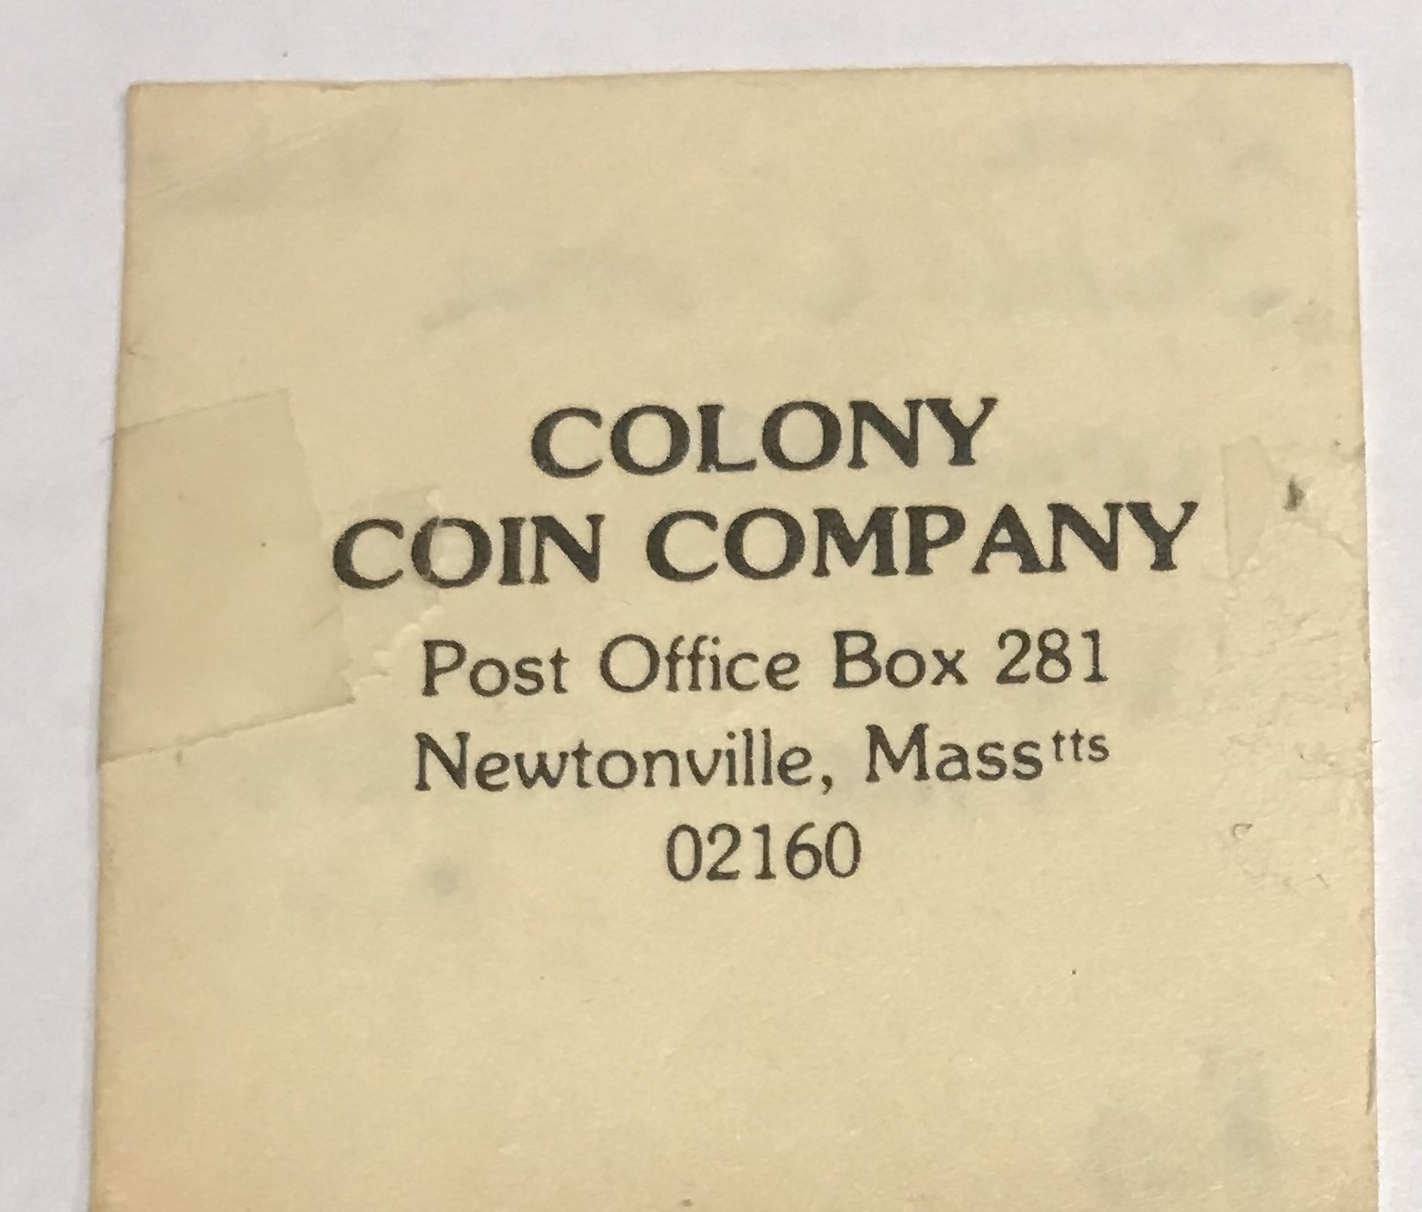 COLONY
COIN COMPANY
Post Office Box 281
Newtonville, Massᵗᵗˢ
02160